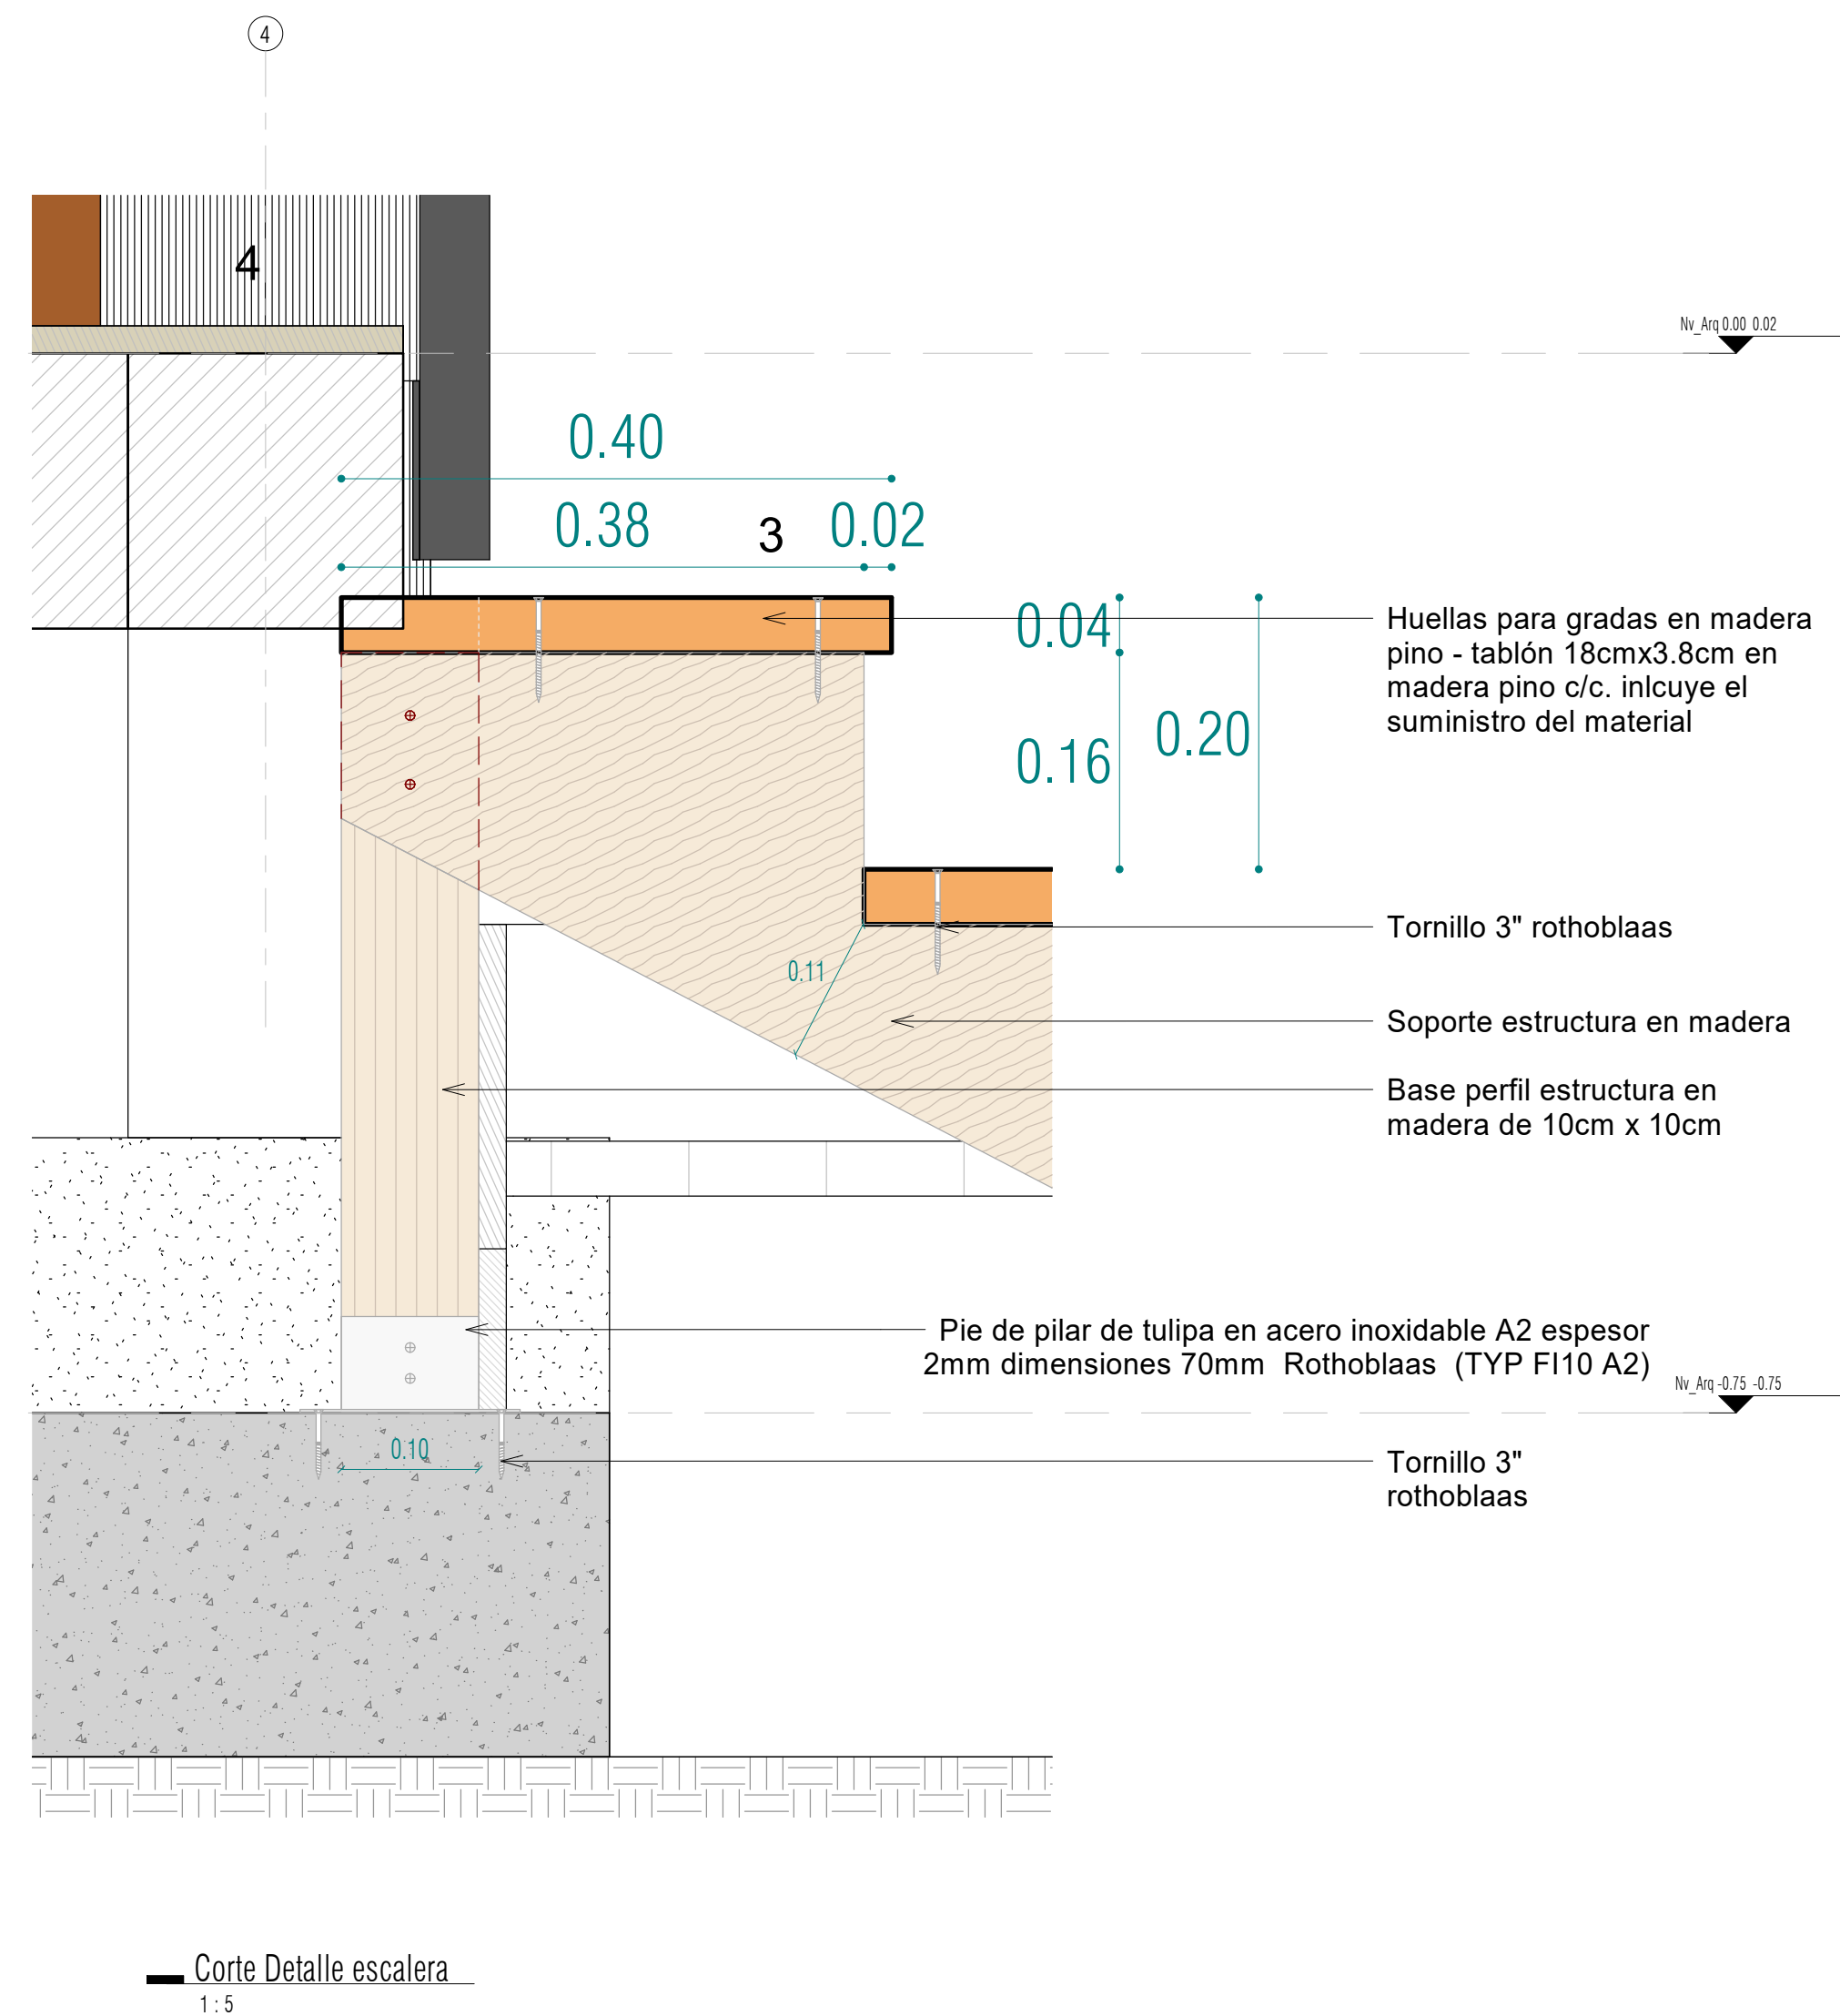 4
4
Nv_Arq 0.00 0.02
0.40
0.38
3
0.02
0.04
Huellas para gradas en madera
pino - tablón 18cmx3.8cm en
madera pino c/c. inlcuye el
suministro del material
0.16
0.20
Tornillo 3" rothoblaas
0.11
Soporte estructura en madera
Base perfil estructura en
madera de 10cm x 10cm
Pie de pilar de tulipa en acero inoxidable A2 espesor
2mm dimensiones 70mm Rothoblaas (TYP FI10 A2)
Nv_Arq -0.75 -0.75
0.10
Tornillo 3"
rothoblaas
Corte Detalle escalera
1 : 5